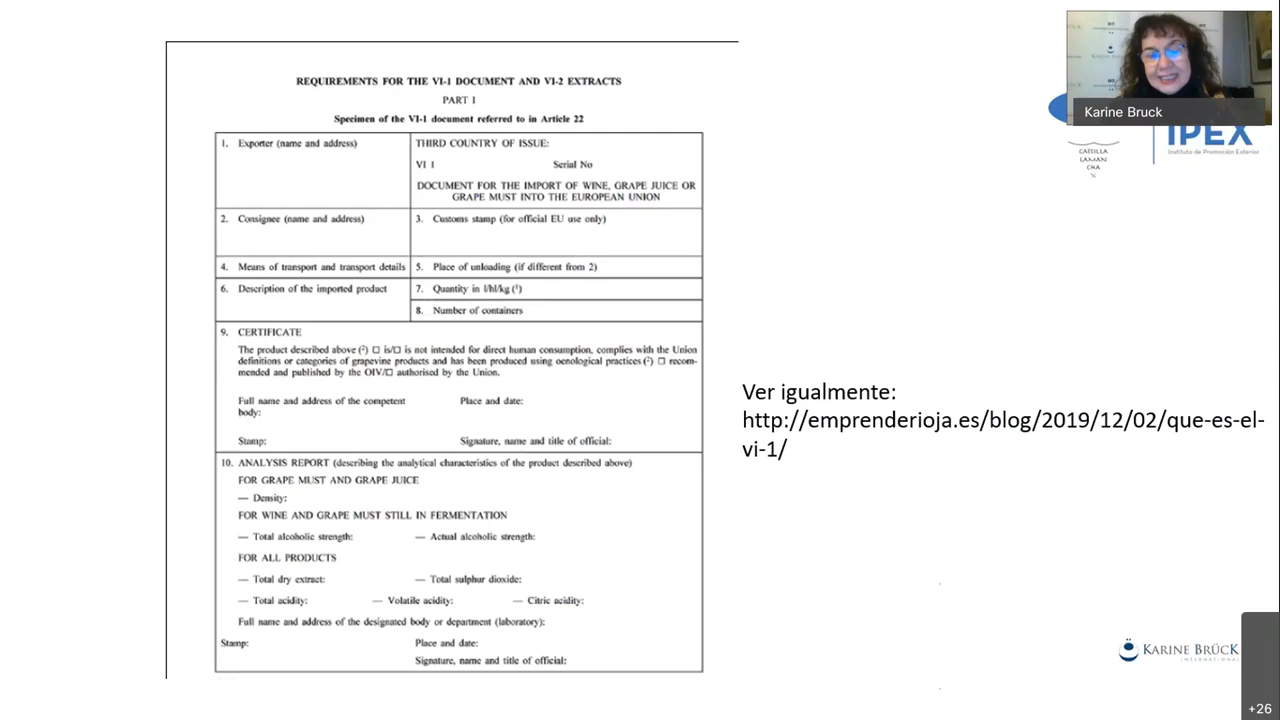 REQUIREMENTS FOR THE VI-1 DOCUMENT AND VI-2 EXTRACTS
PART I
Specimen of the VI-1 document referred to in Article 22
1. Exporter (name and address)
THIRD COUNTRY OF ISSUE:
VI 1 Serial No
DOCUMENT FOR THE IMPORT OF WINE, GRAPE JUICE OR
GRAPE MUST INTO THE EUROPEAN UNION
2. Consignee (name and address)
3. Customs stamp (for official EU use only)
4. Means of transport and transport details
5. Place of unloading (if different from 2)
6. Description of the imported product
7. Quantity in l/hl/kg (¹)
8. Number of containers
9. CERTIFICATE
The product described above (²) ☐ is/☐ is not intended for direct human consumption, complies with the Union
definitions or categories of grapevine products and has been produced using oenological practices (²) ☐ recom-
mended and published by the OIV/☐ authorised by the Union.
Full name and address of the competent
body:
Place and date:
Stamp:
Signature, name and title of official:
10. ANALYSIS REPORT (describing the analytical characteristics of the product described above)
FOR GRAPE MUST AND GRAPE JUICE
— Density:
FOR WINE AND GRAPE MUST STILL IN FERMENTATION
— Total alcoholic strength: — Actual alcoholic strength:
FOR ALL PRODUCTS
— Total dry extract: — Total sulphur dioxide:
— Total acidity: — Volatile acidity: — Citric acidity:
Full name and address of the designated body or department (laboratory):
Stamp:
Place and date:
Signature, name and title of official:
Ver igualmente:
http://emprenderioja.es/blog/2019/12/02/que-es-el-
vi-1/
Karine Bruck
IPEX
Instituto de Promoción Exterior
CASTILLA
LAMAN
CHA
KARINE BRÜCK
INTERNATIONAL
+26